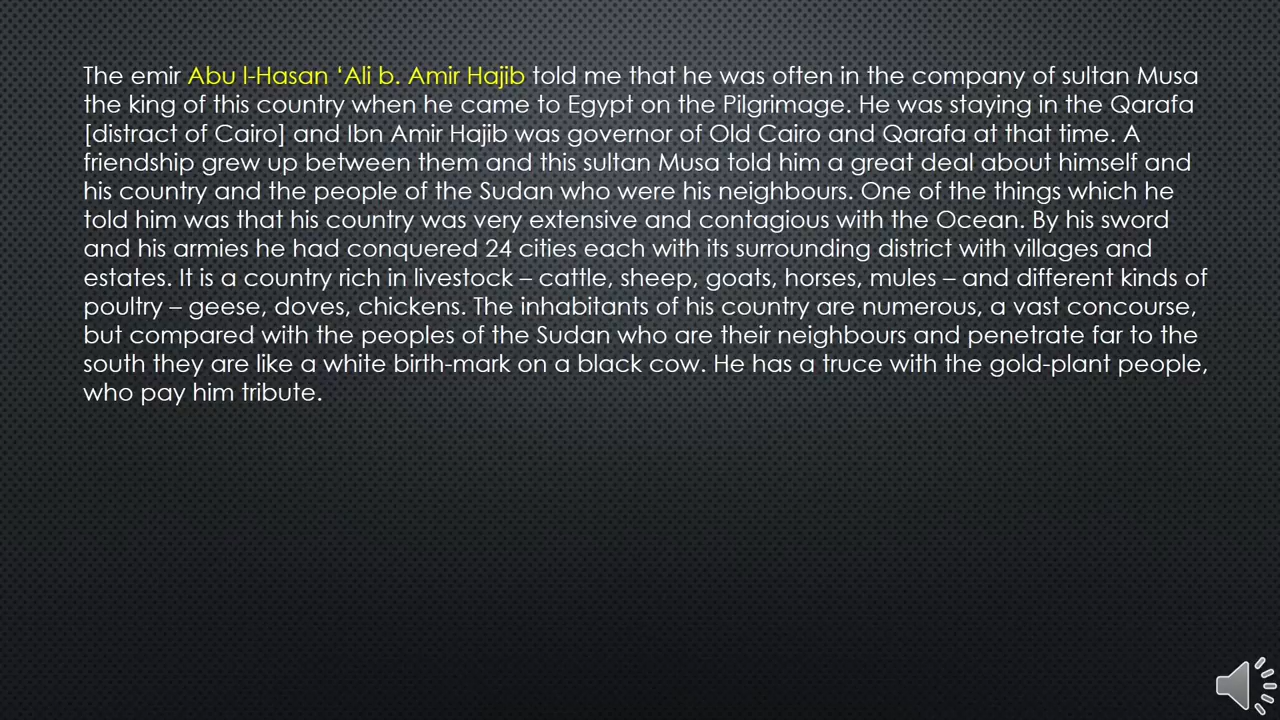 The emir Abu l-Hasan ‘Ali b. Amir Hajib told me that he was often in the company of sultan Musa
the king of this country when he came to Egypt on the Pilgrimage. He was staying in the Qarafa
[distract of Cairo] and Ibn Amir Hajib was governor of Old Cairo and Qarafa at that time. A
friendship grew up between them and this sultan Musa told him a great deal about himself and
his country and the people of the Sudan who were his neighbours. One of the things which he
told him was that his country was very extensive and contagious with the Ocean. By his sword
and his armies he had conquered 24 cities each with its surrounding district with villages and
estates. It is a country rich in livestock – cattle, sheep, goats, horses, mules – and different kinds of
poultry – geese, doves, chickens. The inhabitants of his country are numerous, a vast concourse,
but compared with the peoples of the Sudan who are their neighbours and penetrate far to the
south they are like a white birth-mark on a black cow. He has a truce with the gold-plant people,
who pay him tribute.